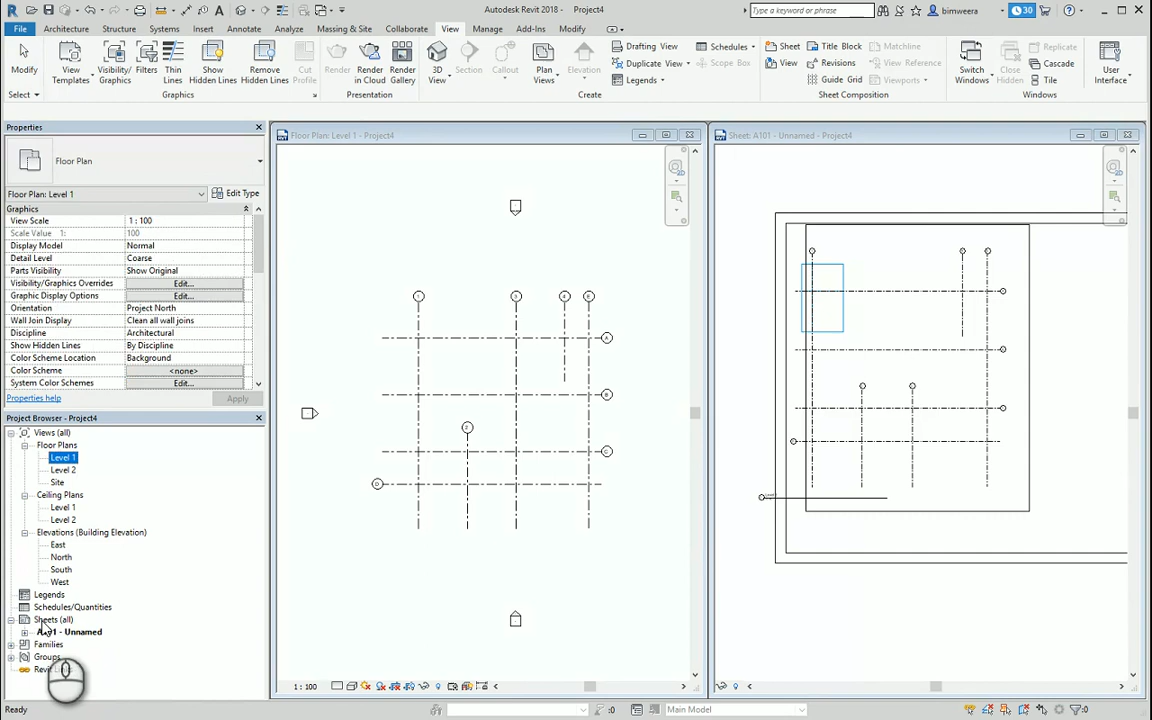 Autodesk Revit 2018 - Project4
Type a keyword or phrase
bimweera
30
File Architecture Structure Systems Insert Annotate Analyze Massing & Site Collaborate View Manage Add-Ins Modify
Modify
View Templates
Visibility/ Graphics
Filters
Thin Lines
Show Hidden Lines
Remove Hidden Lines
Cut Profile
Render
Render in Cloud
Render Gallery
3D View
Section
Callout
Plan Views
Elevation
Drafting View
Duplicate View
Legends
Schedules
Scope Box
Sheet
View
Title Block
Revisions
Guide Grid
Matchline
View Reference
Viewports
Switch Windows
Close Hidden
Replicate
Cascade
Tile
User Interface
Select
Graphics
Presentation
Create
Sheet Composition
Windows
Properties
Floor Plan
Floor Plan: Level 1
Edit Type
Graphics
View Scale 1 : 100
Scale Value 1: 100
Display Model Normal
Detail Level Coarse
Parts Visibility Show Original
Visibility/Graphics Overrides Edit...
Graphic Display Options Edit...
Orientation Project North
Wall Join Display Clean all wall joins
Discipline Architectural
Show Hidden Lines By Discipline
Color Scheme Location Background
Color Scheme <none>
System Color Schemes Edit...
Properties help
Apply
Project Browser - Project4
Views (all)
Floor Plans
Level 1
Level 2
Site
Ceiling Plans
Level 1
Level 2
Elevations (Building Elevation)
East
North
South
West
Legends
Schedules/Quantities
Sheets (all)
Unnamed
Families
Groups
Floor Plan: Level 1 - Project4
1
3
4
E
A
B
2
C
D
1 : 100
Sheet: A101 - Unnamed - Project4
Ready
:0
Main Model
:0